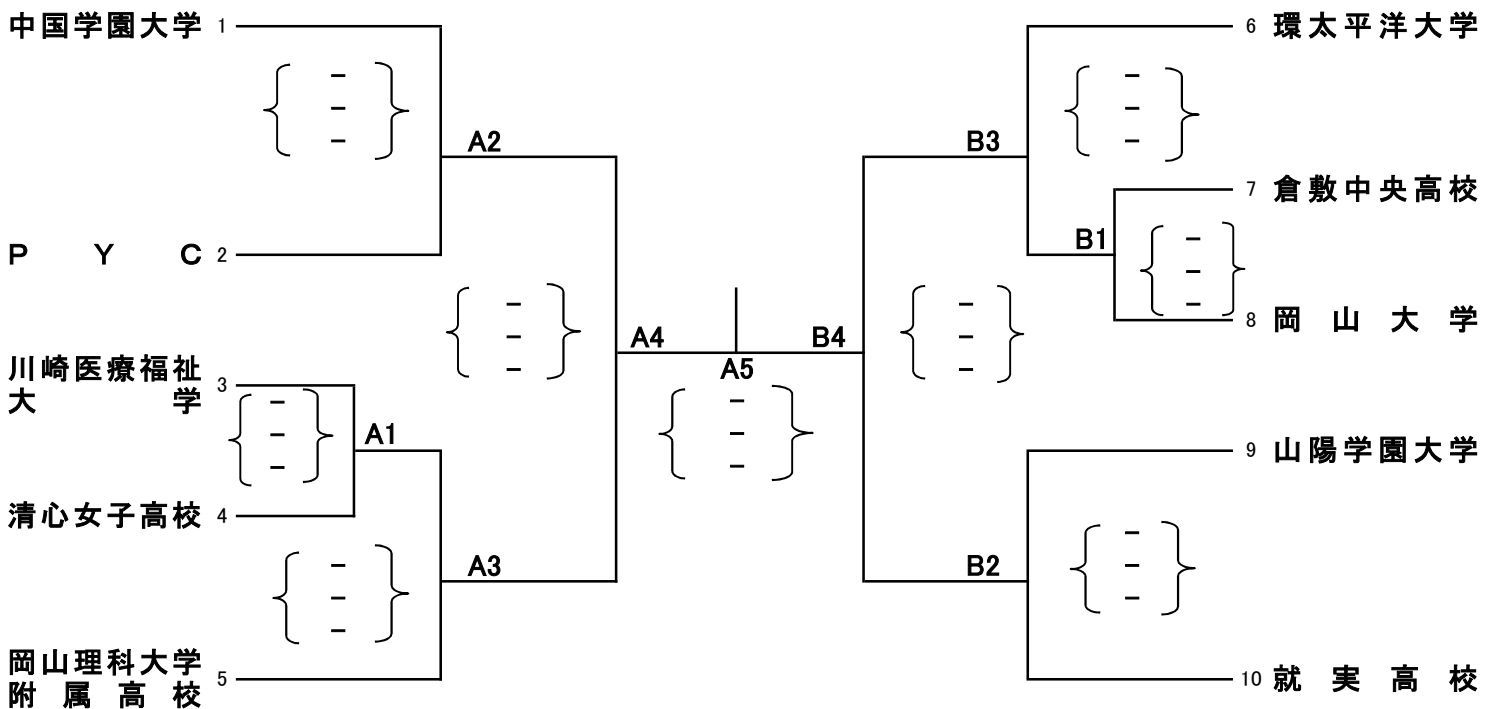 中国学園大学 1
6 環太平洋大学
{ － }
－
－
{ － }
－
－
A2
B3
7 倉敷中央高校
P Y C 2
B1
{ － }
－
－
8 岡山大学
{ － }
－
－
{ － }
－
－
A4
B4
A5
川崎医療福祉
大学 3
{ － }
－
－
A1
{ － }
－
－
9 山陽学園大学
清心女子高校 4
{ － }
－
－
A3
B2
{ － }
－
－
岡山理科大学
附属高校 5
10 就実高校